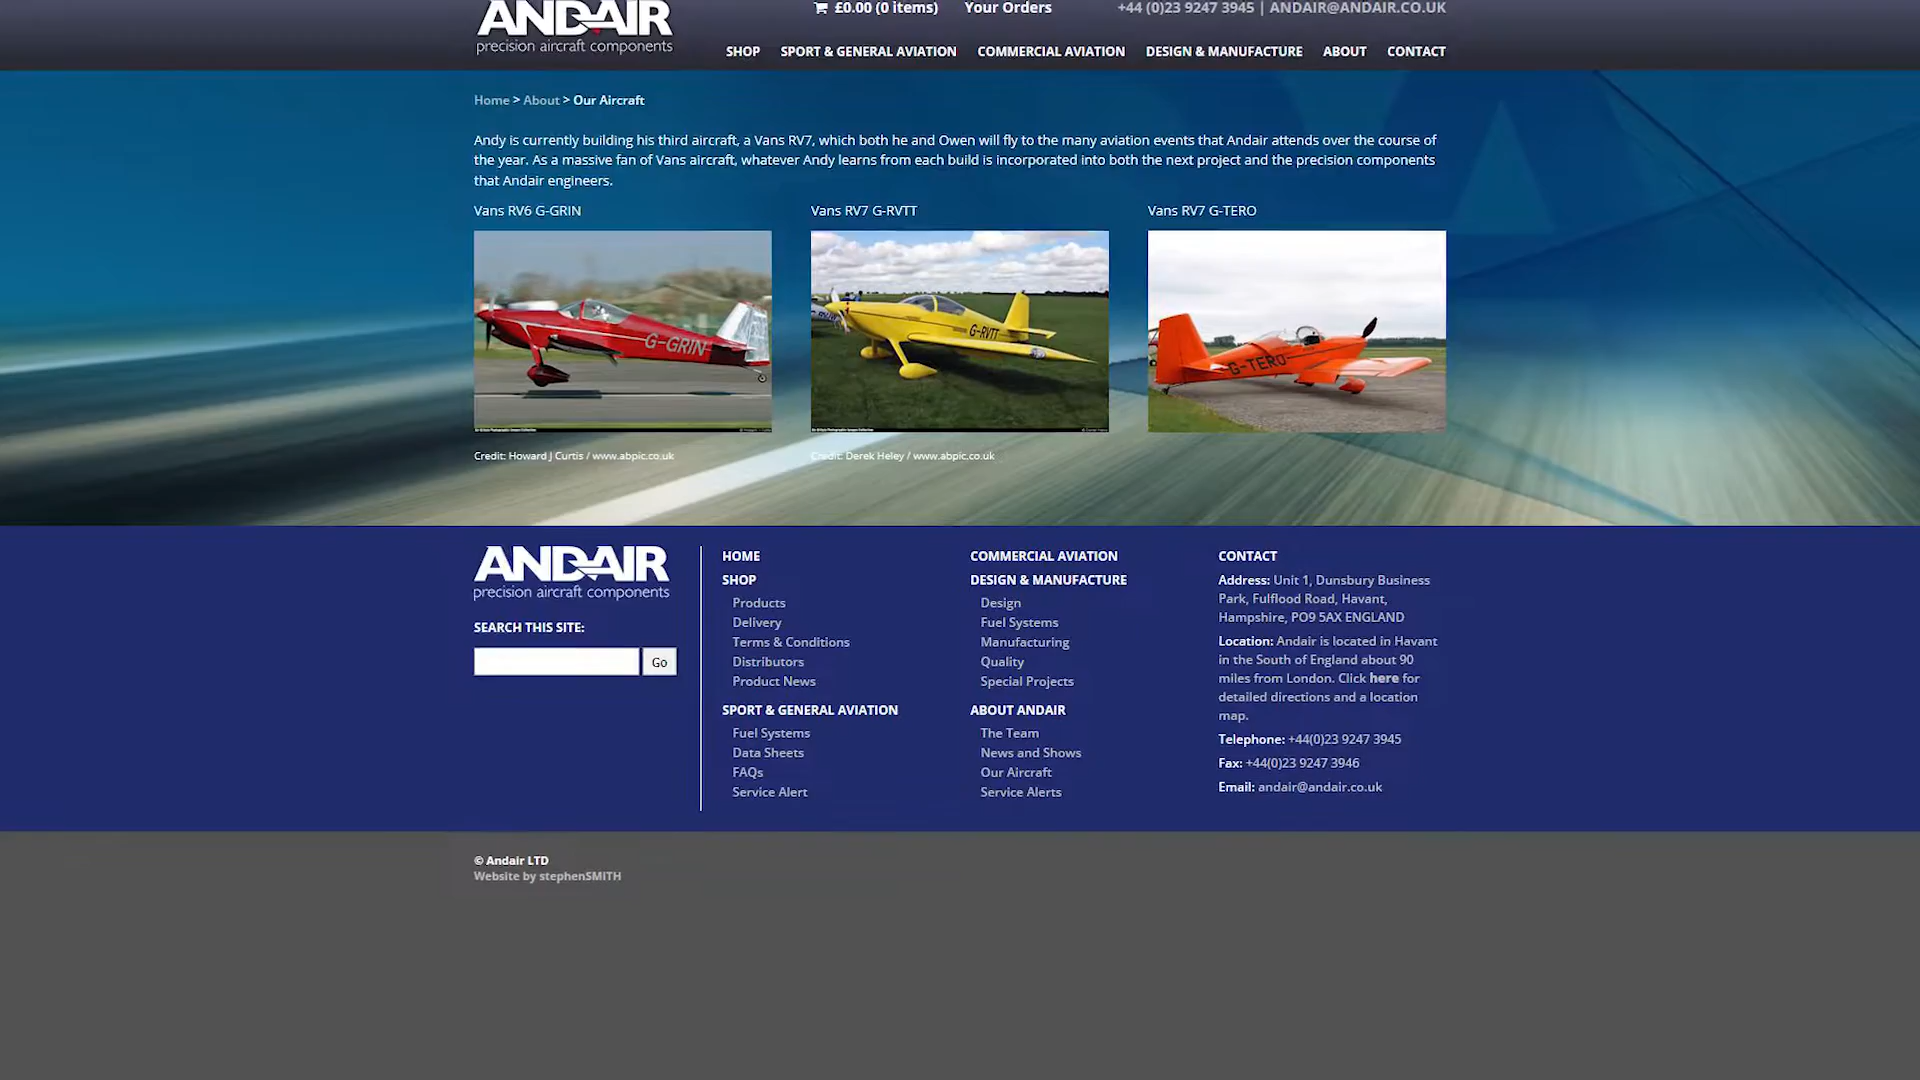 ANDAIR
precision aircraft components
£0.00 (0 items) Your Orders +44 (0)23 9247 3945 | ANDAIR@ANDAIR.CO.UK
SHOP SPORT & GENERAL AVIATION COMMERCIAL AVIATION DESIGN & MANUFACTURE ABOUT CONTACT
Home > About > Our Aircraft
Andy is currently building his third aircraft, a Vans RV7, which both he and Owen will fly to the many aviation events that Andair attends over the course of
the year. As a massive fan of Vans aircraft, whatever Andy learns from each build is incorporated into both the next project and the precision components
that Andair engineers.
Vans RV6 G-GRIN
Vans RV7 G-RVTT
Vans RV7 G-TERO
G-GRIN
G-RVTT
G-TERO
Credit: Howard J Curtis / www.abpic.co.uk
Credit: Derek Heley / www.abpic.co.uk
ANDAIR
precision aircraft components
SEARCH THIS SITE:
Go
HOME
SHOP
Products
Delivery
Terms & Conditions
Distributors
Product News
SPORT & GENERAL AVIATION
Fuel Systems
Data Sheets
FAQs
Service Alert
COMMERCIAL AVIATION
DESIGN & MANUFACTURE
Design
Fuel Systems
Manufacturing
Quality
Special Projects
ABOUT ANDAIR
The Team
News and Shows
Our Aircraft
Service Alerts
CONTACT
Address: Unit 1, Dunsbury Business
Park, Fulflood Road, Havant,
Hampshire, PO9 5AX ENGLAND
Location: Andair is located in Havant
in the South of England about 90
miles from London. Click here for
detailed directions and a location
map.
Telephone: +44(0)23 9247 3945
Fax: +44(0)23 9247 3946
Email: andair@andair.co.uk
© Andair LTD
Website by stephenSMITH